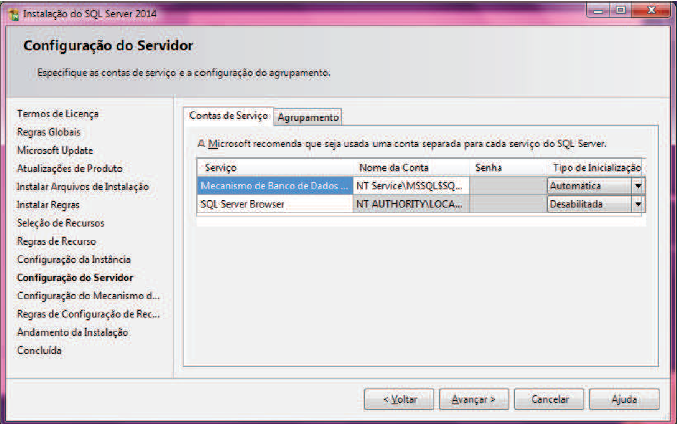 Instalação do SQL Server 2014
Configuração do Servidor
Especifique as contas de serviço e a configuração do agrupamento.
Termos de Licença
Regras Globais
Microsoft Update
Atualizações de Produto
Instalar Arquivos de Instalação
Instalar Regras
Seleção de Recursos
Regras de Recurso
Configuração da Instância
Configuração do Servidor
Configuração do Mecanismo d...
Regras de Configuração de Rec...
Andamento da Instalação
Concluída
Contas de Serviço Agrupamento
A Microsoft recomenda que seja usada uma conta separada para cada serviço do SQL Server.
Serviço Nome da Conta Senha Tipo de Inicialização
Mecanismo de Banco de Dados ... NT Service\MSSQL$SQ... Automática
SQL Server Browser NT AUTHORITY\LOCA... Desabilitada
< Voltar Avançar > Cancelar Ajuda